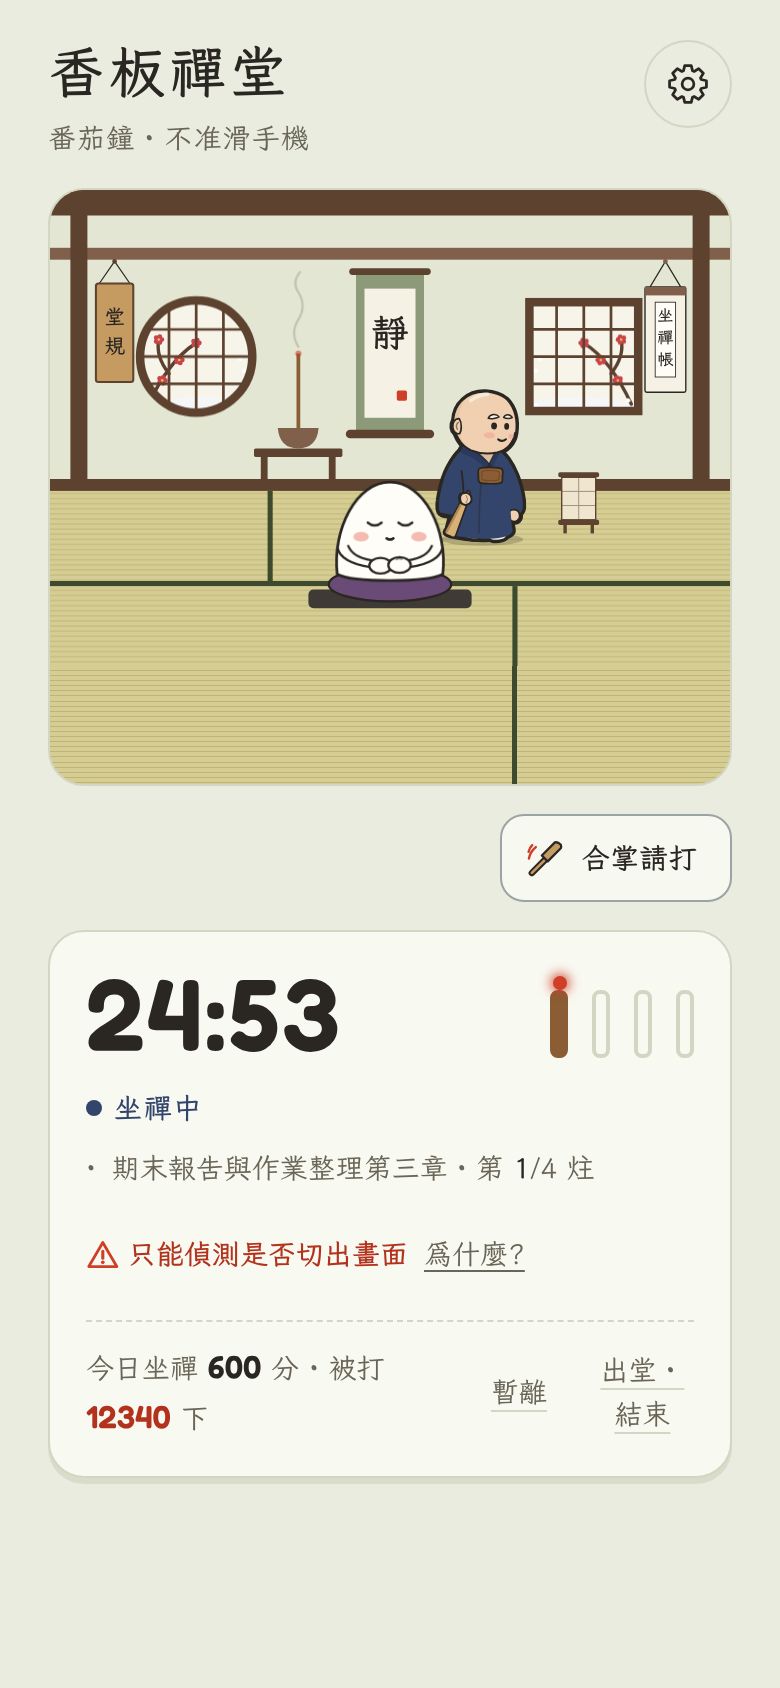 香板禪堂
番茄鐘・不准滑手機
堂規
靜
坐禪帳
合掌請打
24:53
坐禪中
・ 期末報告與作業整理第三章・第 1/4 炷
只能偵測是否切出畫面 為什麼?
今日坐禪 600 分・被打
12340 下
暫離
出堂・
結束